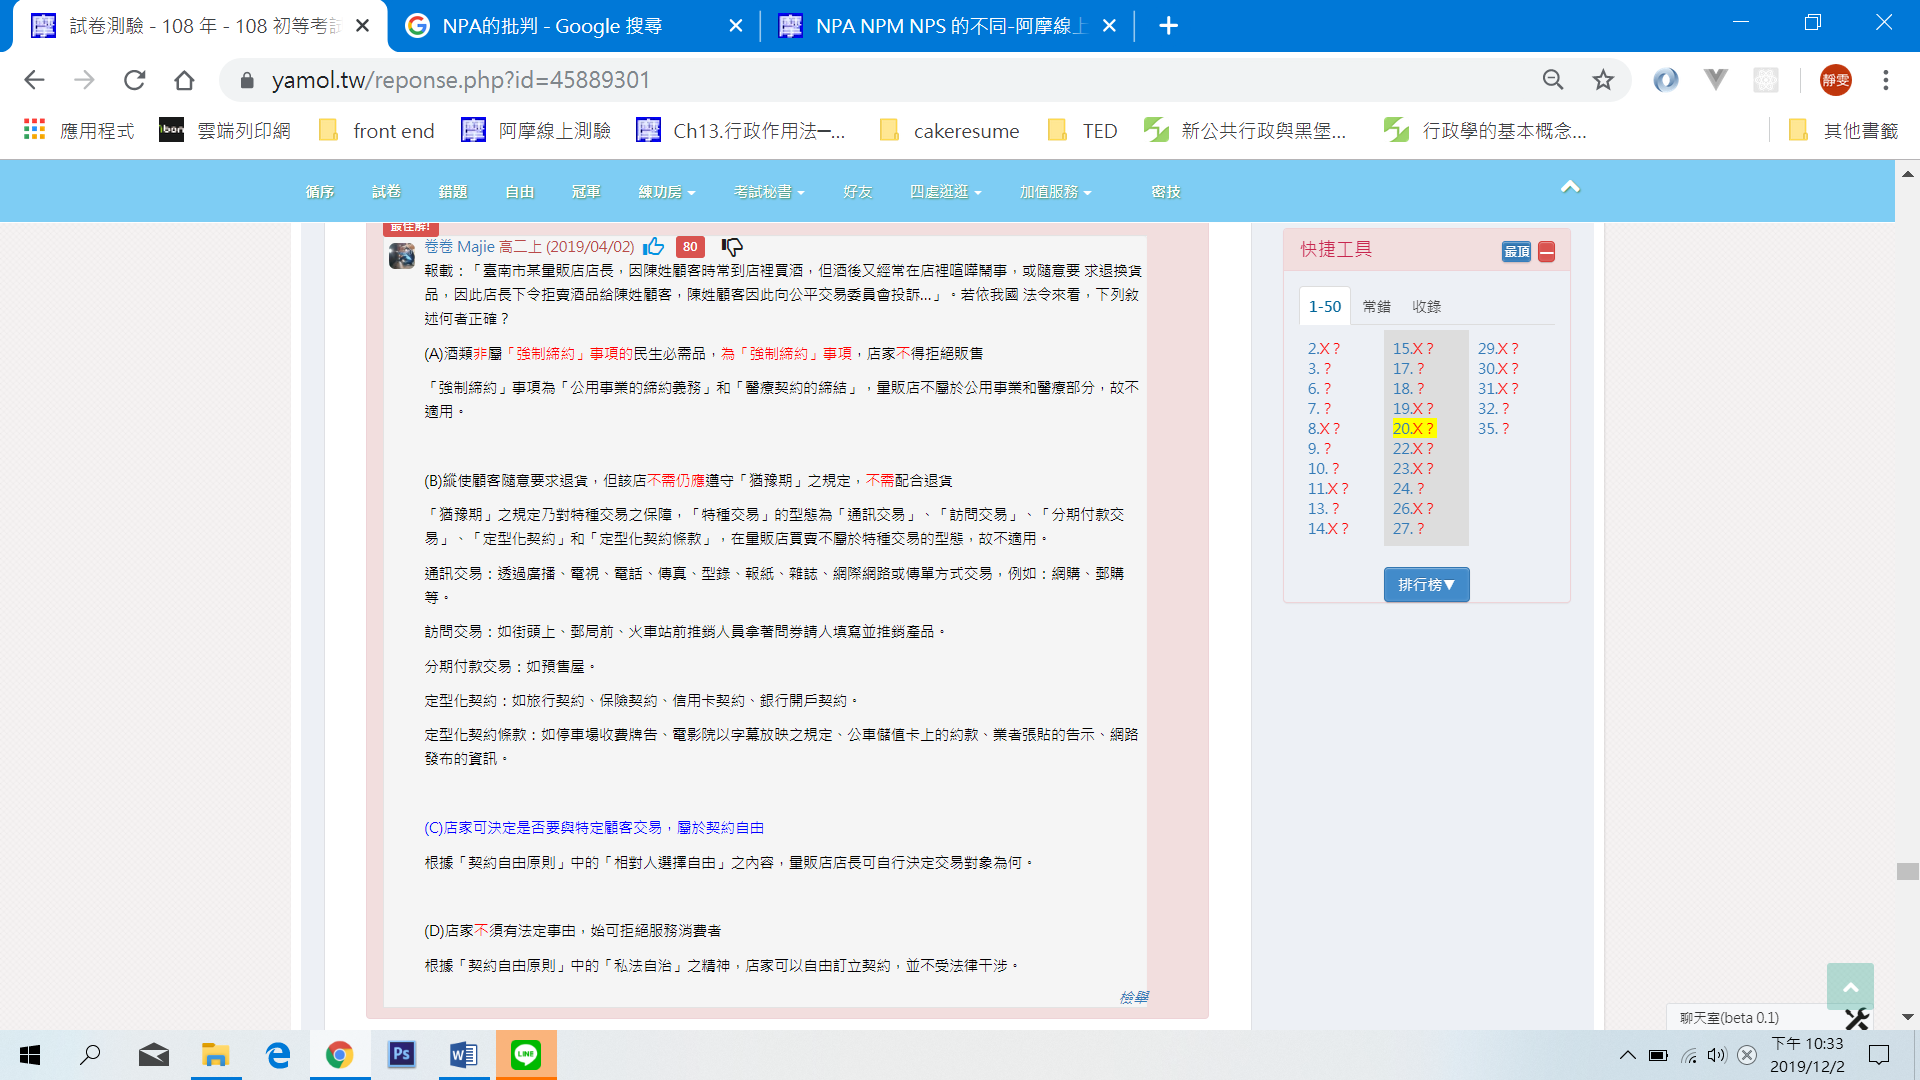 試卷測驗 - 108 年 - 108 初等考試
NPA的批判 - Google 搜尋
NPA NPM NPS 的不同-阿摩線上
yamol.tw/reponse.php?id=45889301
靜雯
應用程式
ibon
雲端列印網
front end
阿摩線上測驗
Ch13.行政作用法─...
cakeresume
TED
新公共行政與黑堡...
行政學的基本概念...
其他書籤
循序 試卷 錯題 自由 冠軍 練功房 考試秘書 好友 四處逛逛 加值服務 密技
最佳解!
卷卷 Majie 高二上 (2019/04/02) 80
報載：「臺南市某量販店店長，因陳姓顧客時常到店裡買酒，但酒後又經常在店裡喧嘩鬧事，或隨意要 求退換貨
品，因此店長下令拒賣酒品給陳姓顧客，陳姓顧客因此向公平交易委員會投訴...」。若依我國 法令來看，下列敘
述何者正確？
(A)酒類非屬「強制締約」事項的民生必需品，為「強制締約」事項，店家不得拒絕販售
「強制締約」事項為「公用事業的締約義務」和「醫療契約的締結」，量販店不屬於公用事業和醫療部分，故不
適用。
(B)縱使顧客隨意要求退貨，但該店不需仍應遵守「猶豫期」之規定，不需配合退貨
「猶豫期」之規定乃對特種交易之保障，「特種交易」的型態為「通訊交易」、「訪問交易」、「分期付款交
易」、「定型化契約」和「定型化契約條款」，在量販店買賣不屬於特種交易的型態，故不適用。
通訊交易：透過廣播、電視、電話、傳真、型錄、報紙、雜誌、網際網路或傳單方式交易，例如：網購、郵購
等。
訪問交易：如街頭上、郵局前、火車站前推銷人員拿著問券請人填寫並推銷產品。
分期付款交易：如預售屋。
定型化契約：如旅行契約、保險契約、信用卡契約、銀行開戶契約。
定型化契約條款：如停車場收費牌告、電影院以字幕放映之規定、公車儲值卡上的約款、業者張貼的告示、網路
發布的資訊。
(C)店家可決定是否要與特定顧客交易，屬於契約自由
根據「契約自由原則」中的「相對人選擇自由」之內容，量販店店長可自行決定交易對象為何。
(D)店家不須有法定事由，始可拒絕服務消費者
根據「契約自由原則」中的「私法自治」之精神，店家可以自由訂立契約，並不受法律干涉。
檢舉
快捷工具
最頂
1-50 常錯 收錄
2.X ? 15.X ? 29.X ?
3. ? 17. ? 30.X ?
6. ? 18. ? 31.X ?
7. ? 19.X ? 32. ?
8.X ? 20.X ? 35. ?
9. ? 22.X ?
10. ? 23.X ?
11.X ? 24. ?
13. ? 26.X ?
14.X ? 27. ?
排行榜▼
聊天室(beta 0.1)
Ps
LINE
下午 10:33
2019/12/2